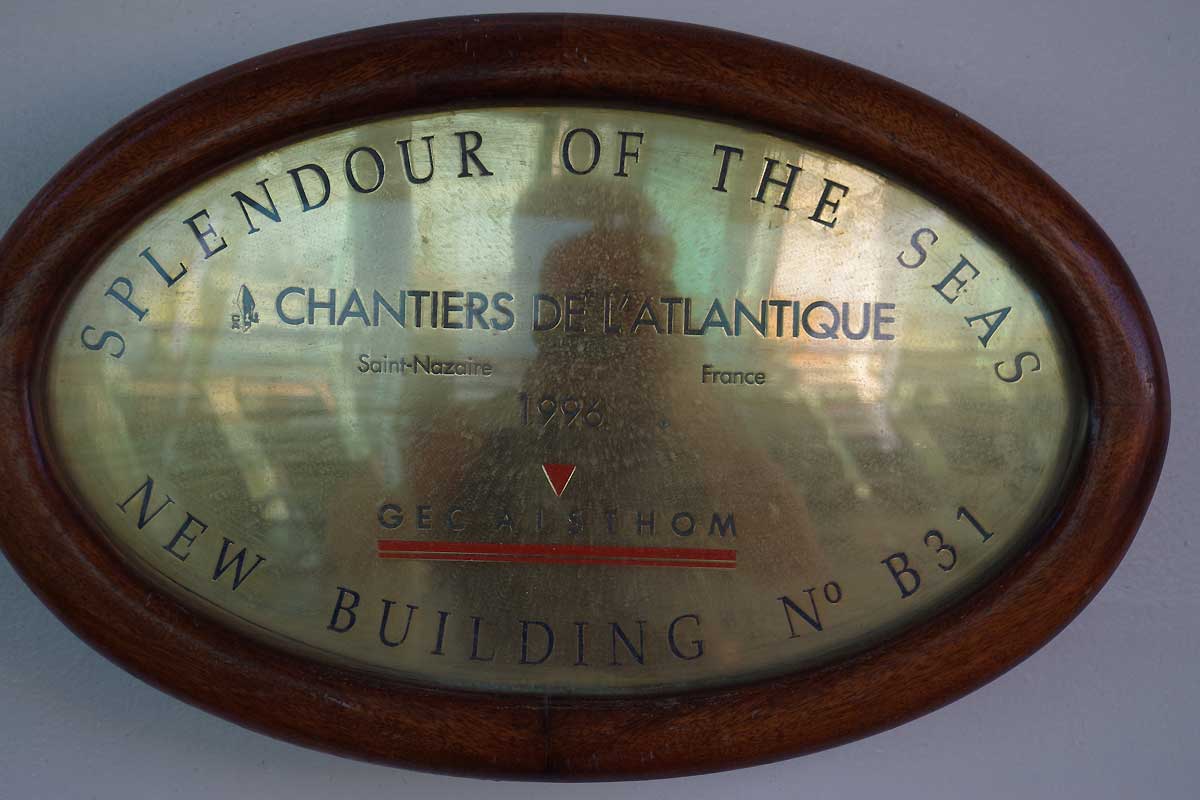 SPLENDOUR OF THE SEAS
CHANTIERS DE L'ATLANTIQUE
Saint-Nazaire France
1996
GEC ALSTHOM
NEW BUILDING Nº B31